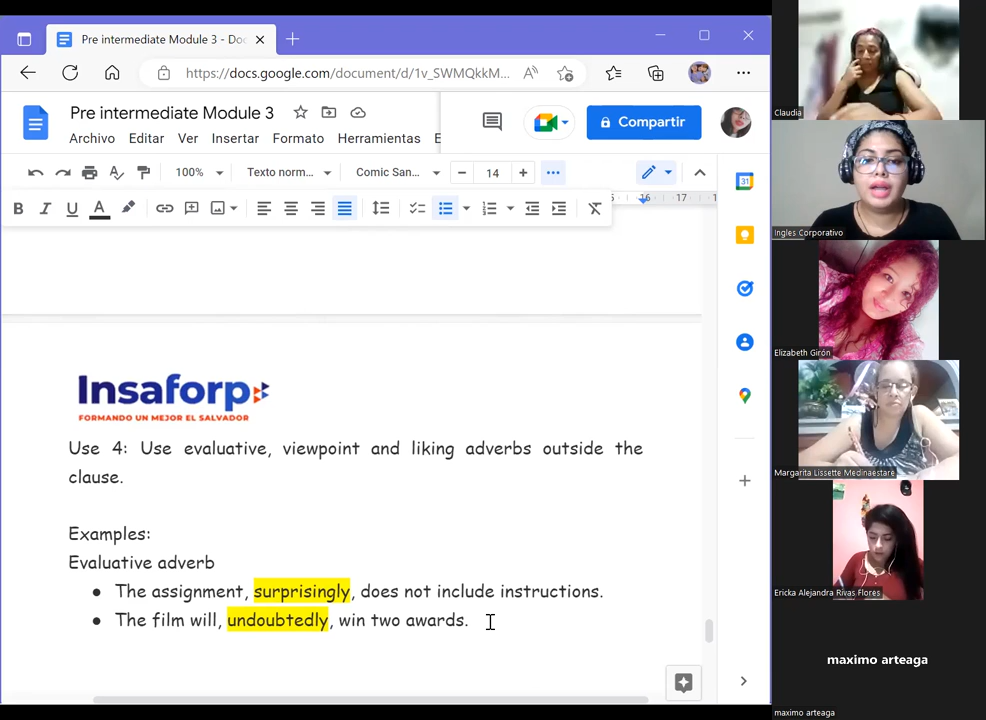 Pre intermediate Module 3 - Doc
https://docs.google.com/document/d/1v_SWMQkkM...
Pre intermediate Module 3
Archivo Editar Ver Insertar Formato Herramientas E
Compartir
100% Texto norm... Comic San... 14
16 17 1
Insaforp
FORMANDO UN MEJOR EL SALVADOR
Use 4: Use evaluative, viewpoint and liking adverbs outside the
clause.
Examples:
Evaluative adverb
The assignment, surprisingly, does not include instructions.
The film will, undoubtedly, win two awards.
Claudia
Ingles Corporativo
Elizabeth Girón
Margarita Lissette Medinaestare
Ericka Alejandra Rivas Flores
maximo arteaga
maximo arteaga